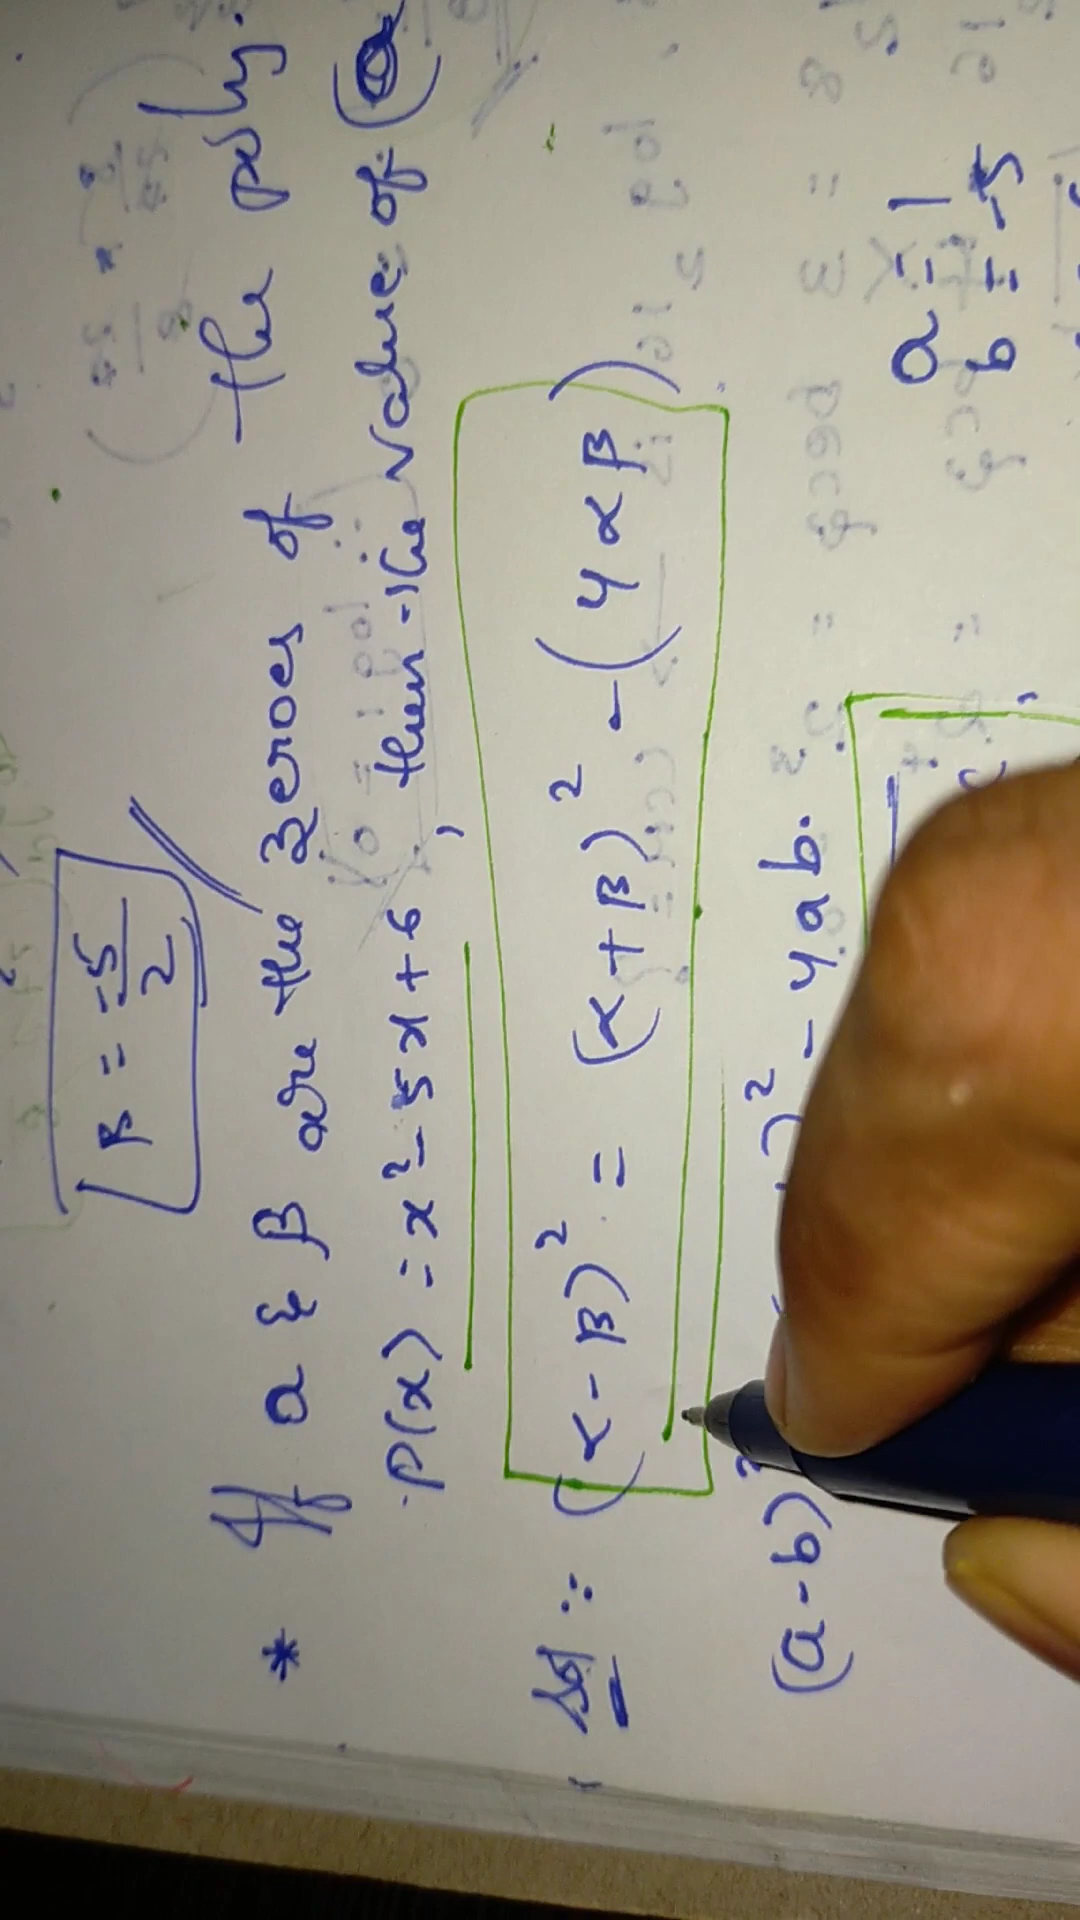 β = -5/2
* If α & β are the zeroes of the poly.
P(x) = x² - 5x + 6, then the value of (
Sol: (α - β)² = (α + β)² - (4αβ)
(a - b)² )² - 4ab.
a = 1
b = -5